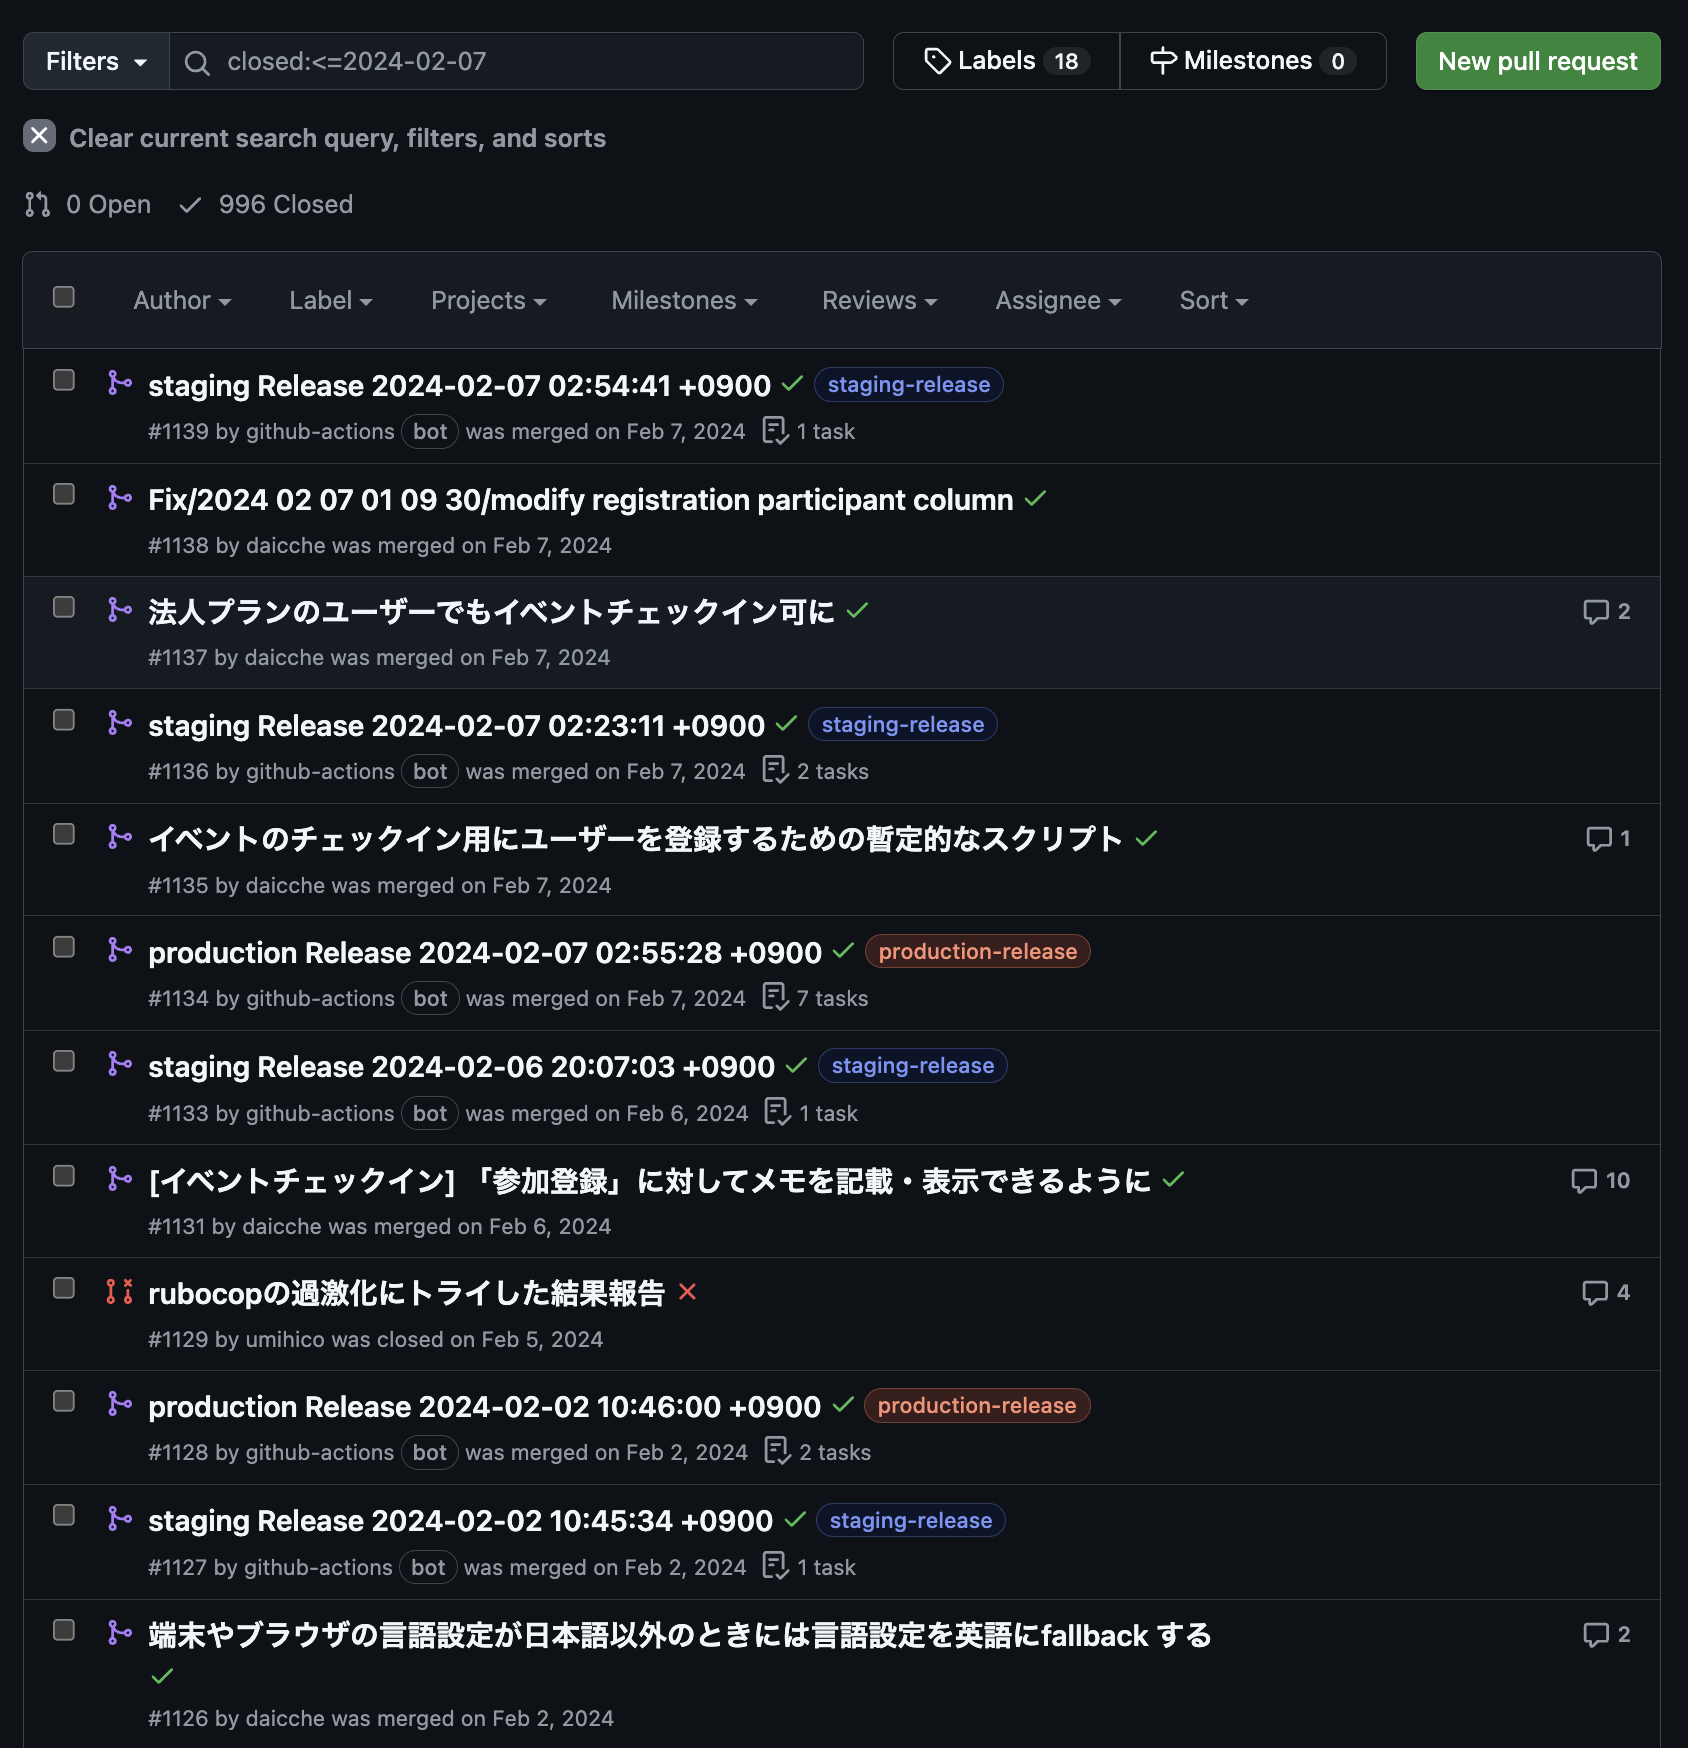 Filters closed:<=2024-02-07 Labels 18 Milestones 0 New pull request
Clear current search query, filters, and sorts
0 Open 996 Closed
Author Label Projects Milestones Reviews Assignee Sort
staging Release 2024-02-07 02:54:41 +0900 staging-release
#1139 by github-actions bot was merged on Feb 7, 2024 1 task
Fix/2024 02 07 01 09 30/modify registration participant column
#1138 by daicche was merged on Feb 7, 2024
法人プランのユーザーでもイベントチェックイン可に 2
#1137 by daicche was merged on Feb 7, 2024
staging Release 2024-02-07 02:23:11 +0900 staging-release
#1136 by github-actions bot was merged on Feb 7, 2024 2 tasks
イベントのチェックイン用にユーザーを登録するための暫定的なスクリプト 1
#1135 by daicche was merged on Feb 7, 2024
production Release 2024-02-07 02:55:28 +0900 production-release
#1134 by github-actions bot was merged on Feb 7, 2024 7 tasks
staging Release 2024-02-06 20:07:03 +0900 staging-release
#1133 by github-actions bot was merged on Feb 6, 2024 1 task
[イベントチェックイン] 「参加登録」に対してメモを記載・表示できるように 10
#1131 by daicche was merged on Feb 6, 2024
rubocopの過激化にトライした結果報告 4
#1129 by umihico was closed on Feb 5, 2024
production Release 2024-02-02 10:46:00 +0900 production-release
#1128 by github-actions bot was merged on Feb 2, 2024 2 tasks
staging Release 2024-02-02 10:45:34 +0900 staging-release
#1127 by github-actions bot was merged on Feb 2, 2024 1 task
端末やブラウザの言語設定が日本語以外のときには言語設定を英語にfallback する 2
#1126 by daicche was merged on Feb 2, 2024